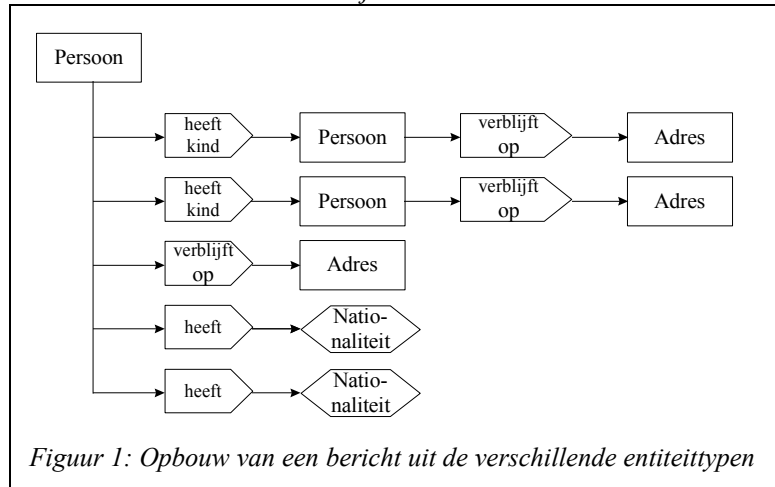 Persoon
heeft
kind
Persoon
verblijft
op
Adres
heeft
kind
Persoon
verblijft
op
Adres
verblijft
op
Adres
heeft
Natio-
naliteit
heeft
Natio-
naliteit
Figuur 1: Opbouw van een bericht uit de verschillende entiteittypen